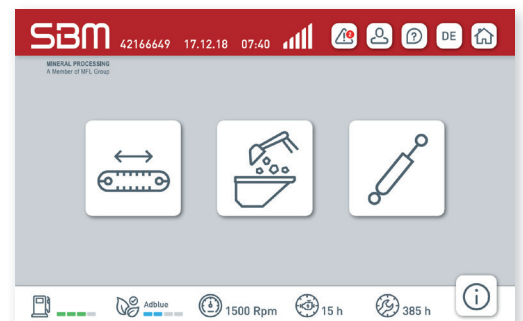 SBM 42166649 17.12.18 07:40 DE
MINERAL PROCESSING
A Member of MFL Group
Adblue 1500 Rpm 15 h 385 h